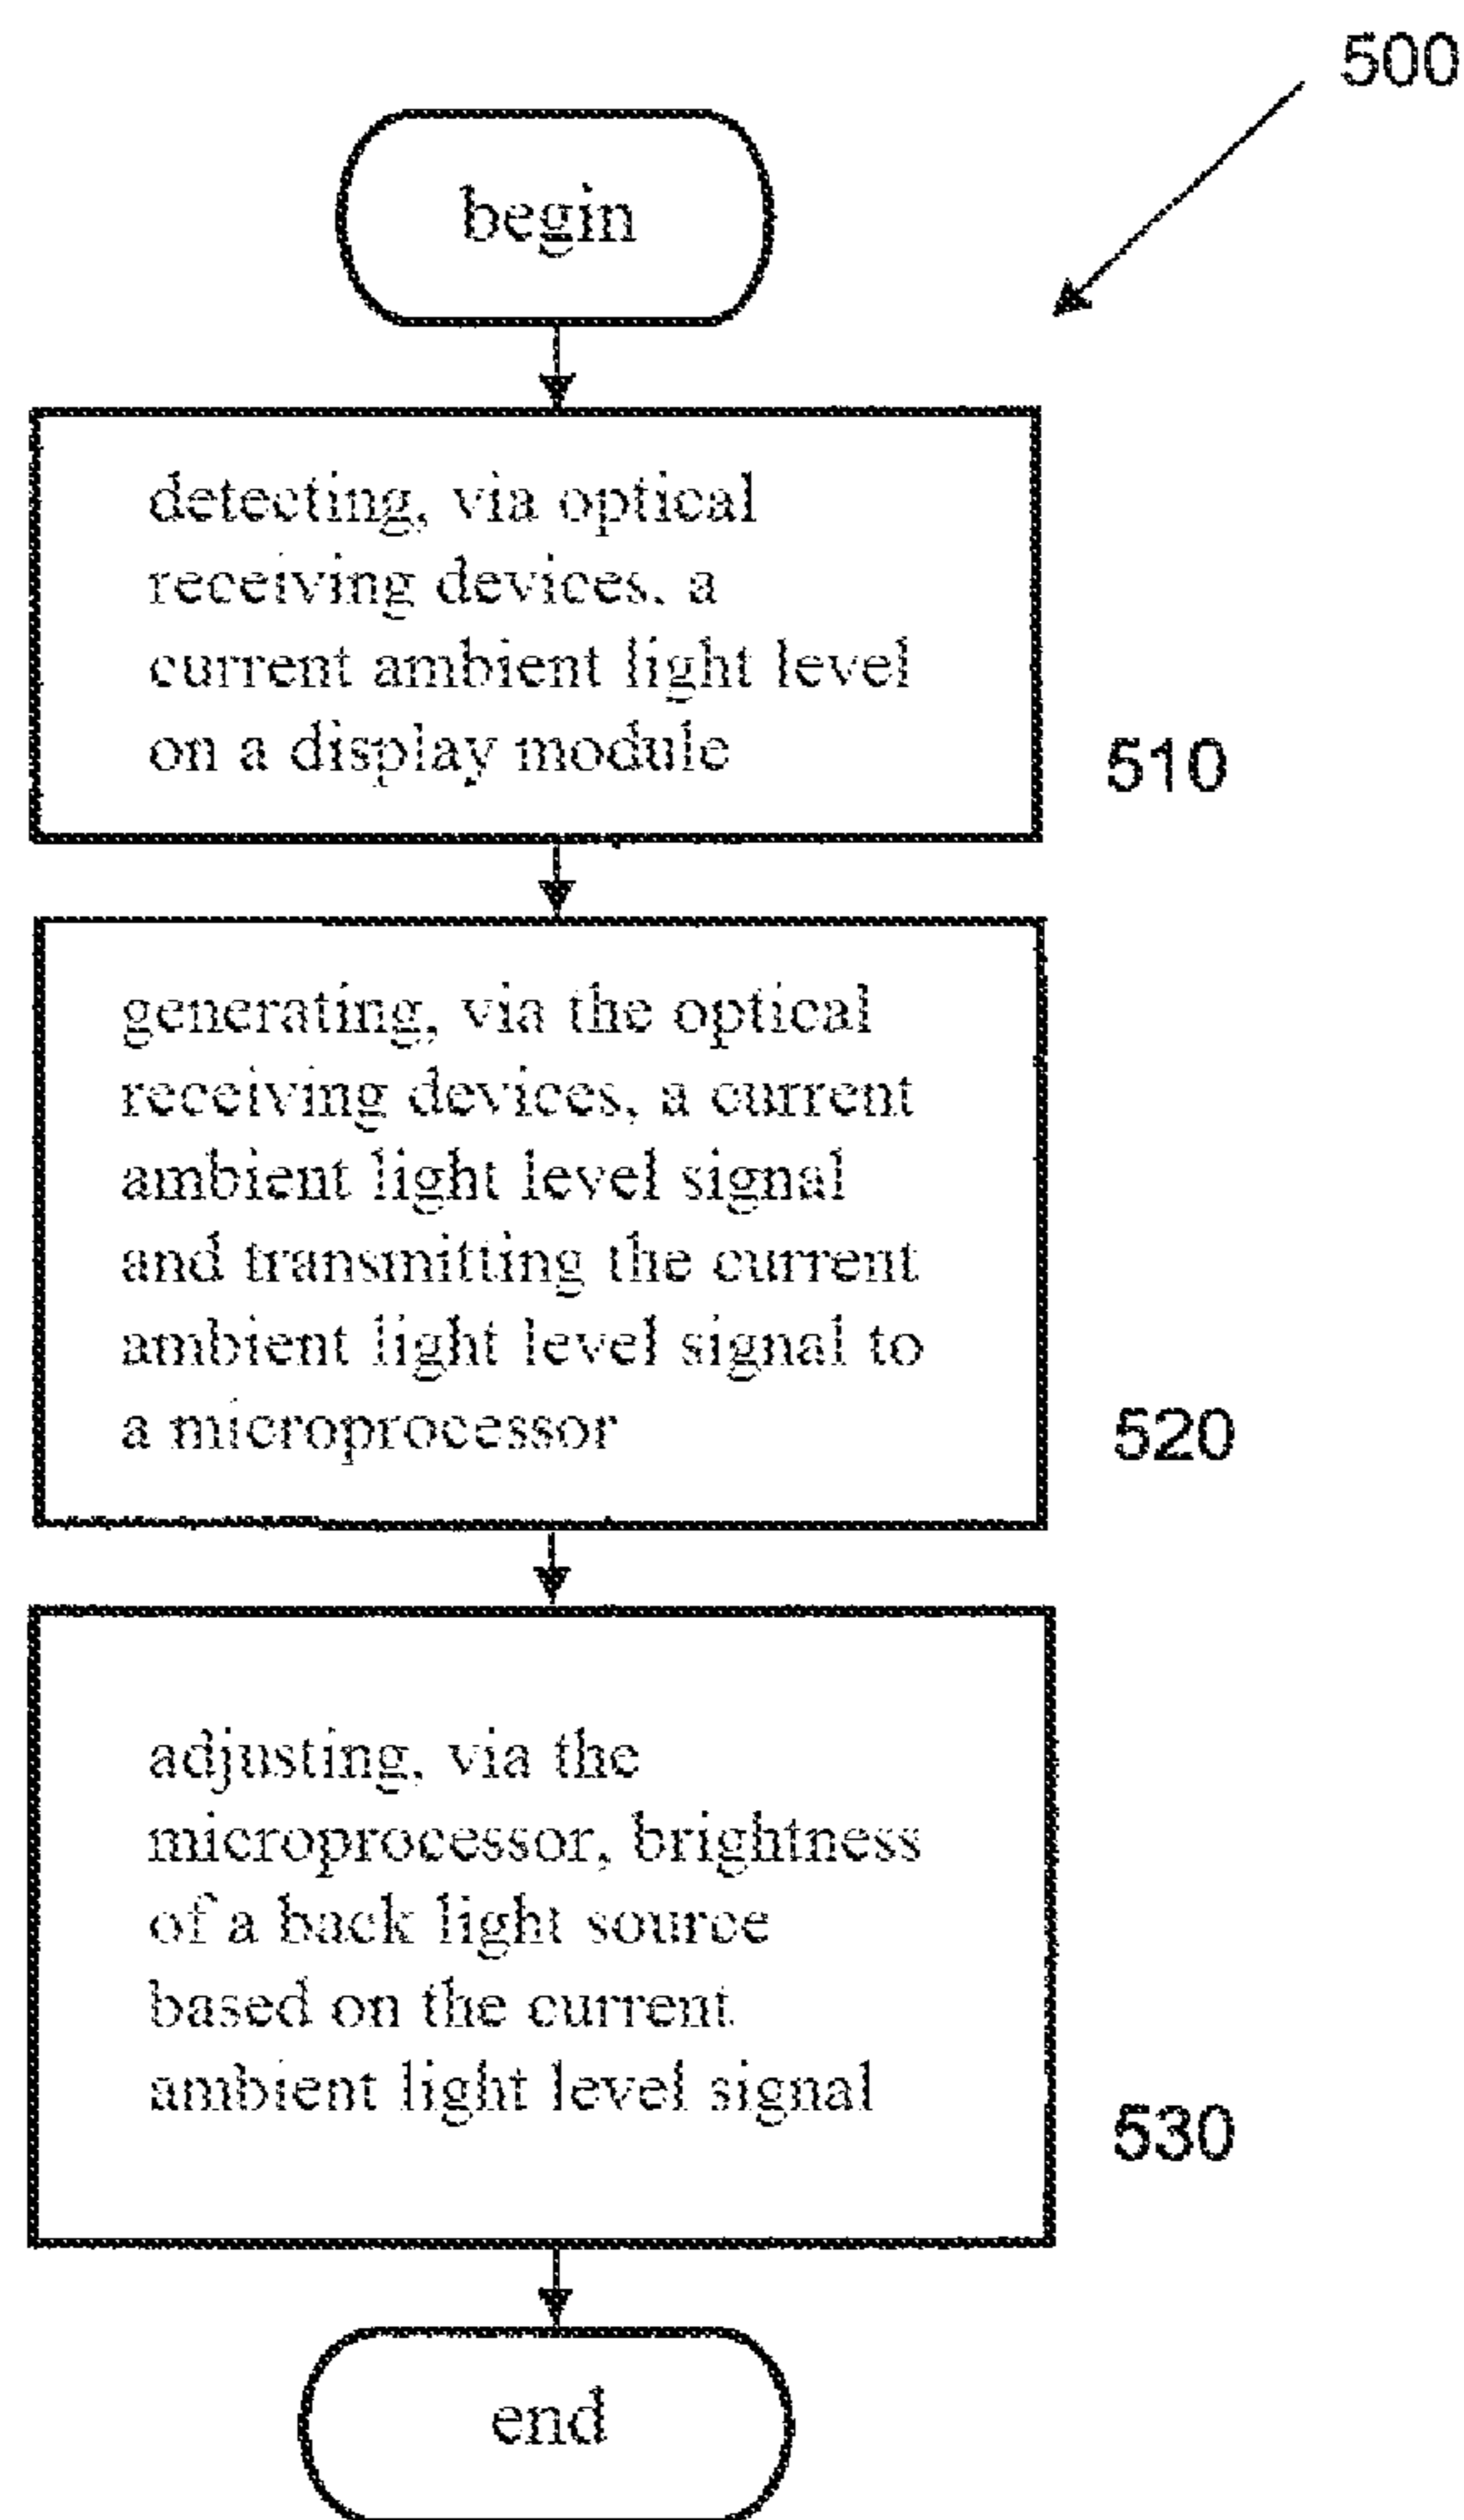 500
begin
detecting, via optical
receiving devices, a
current ambient light level
on a display module
510
generating, via the optical
receiving devices, a current
ambient light level signal
and transmitting the current
ambient light level signal to
a microprocessor
520
adjusting, via the
microprocessor, brightness
of a back light source
based on the current
ambient light level signal
530
end